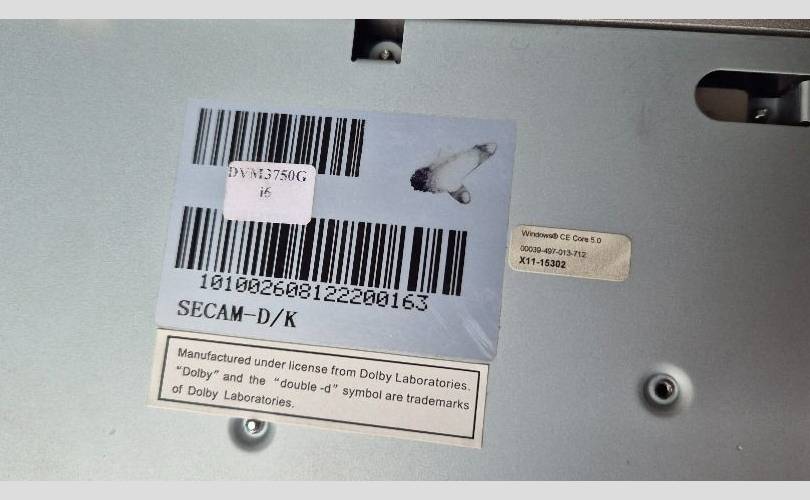 DVM3750G
i6
101002608122200163
SECAM-D/K
Windows® CE Core 5.0
00039-497-013-712
X11-15302
Manufactured under license from Dolby Laboratories.
"Dolby" and the "double -d" symbol are trademarks
of Dolby Laboratories.